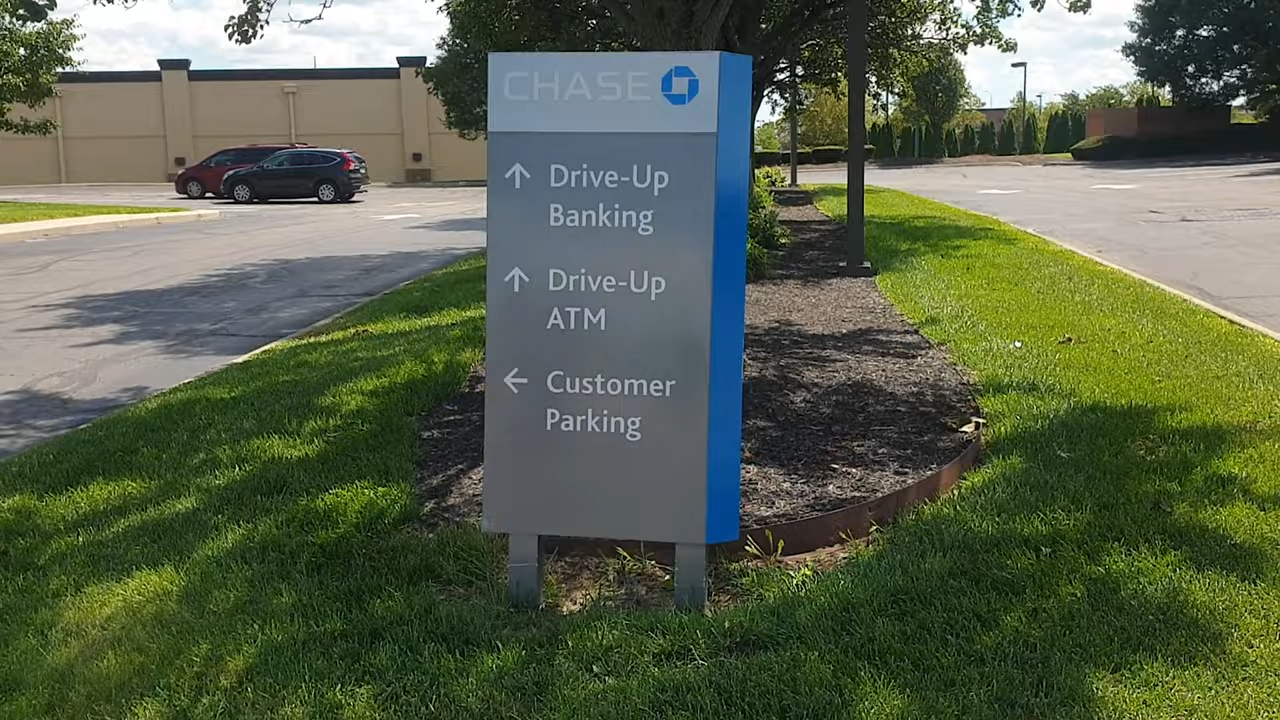 CHASE
↑ Drive-Up
Banking
↑ Drive-Up
ATM
← Customer
Parking